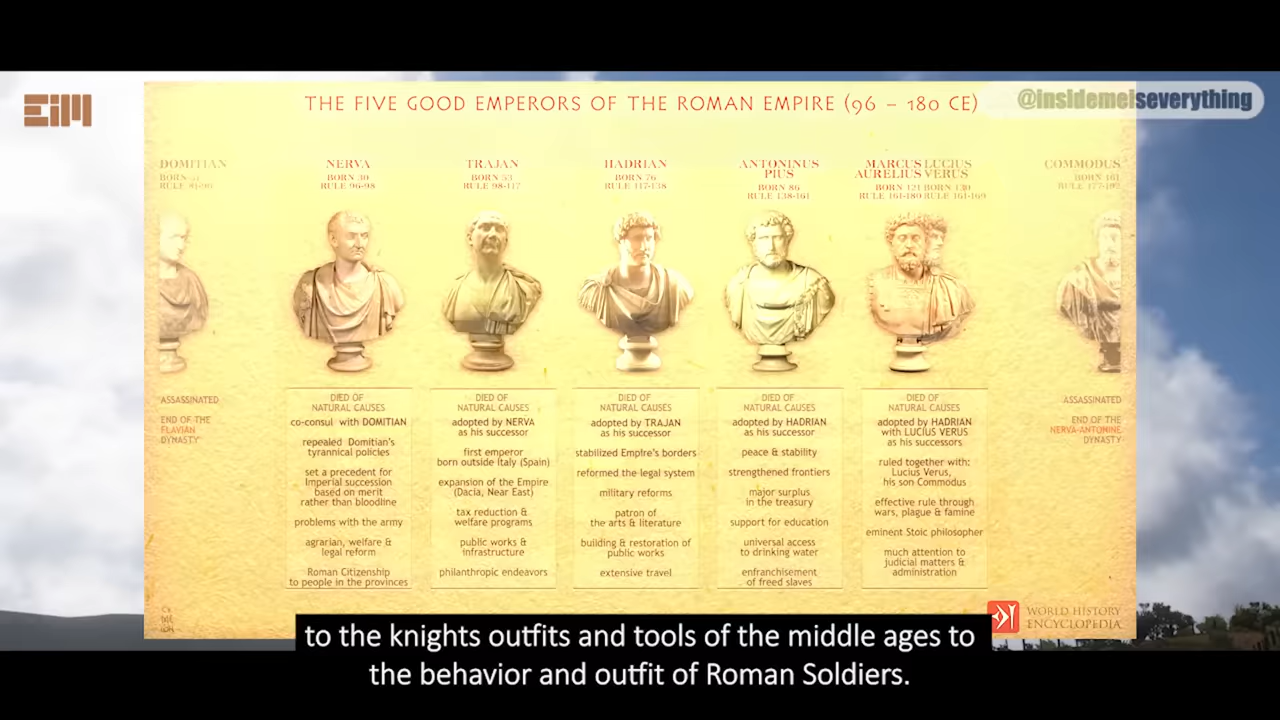 EIM
@insidemeiseverything
THE FIVE GOOD EMPERORS OF THE ROMAN EMPIRE (96 – 180 CE)
DOMITIAN
RULE 81-96
ASSASSINATED
END OF THE
FLAVIAN
DYNASTY
NERVA
BORN 30
RULE 96-98
DIED OF
NATURAL CAUSES
co-consul with DOMITIAN
repealed Domitian's
tyrannical policies
set a precedent for
Imperial succession
based on merit
rather than bloodline
problems with the army
agrarian, welfare &
legal reform
Roman Citizenship
to people in the provinces
TRAJAN
BORN 53
RULE 98-117
DIED OF
NATURAL CAUSES
adopted by NERVA
as his successor
first emperor
born outside Italy (Spain)
expansion of the Empire
(Dacia, Near East)
tax reduction &
welfare programs
public works &
infrastructure
philanthropic endeavors
HADRIAN
BORN 76
RULE 117-138
DIED OF
NATURAL CAUSES
adopted by TRAJAN
as his successor
stabilized Empire's borders
reformed the legal system
military reforms
patron of
the arts & literature
building & restoration of
public works
extensive travel
ANTONINUS
PIUS
BORN 86
RULE 138-161
DIED OF
NATURAL CAUSES
adopted by HADRIAN
as his successor
peace & stability
strengthened frontiers
major surplus
in the treasury
support for education
universal access
to drinking water
enfranchisement
of freed slaves
MARCUS LUCIUS
AURELIUS VERUS
BORN 121 BORN 130
RULE 161-180 RULE 161-169
DIED OF
NATURAL CAUSES
adopted by HADRIAN
with LUCIUS VERUS
as his successors
ruled together with:
Lucius Verus,
his son Commodus
effective rule through
wars, plague & famine
eminent Stoic philosopher
much attention to
judicial matters &
administration
COMMODUS
BORN 161
RULE 177-192
ASSASSINATED
END OF THE
NERVA-ANTONINE
DYNASTY
WORLD HISTORY
ENCYCLOPEDIA
to the knights outfits and tools of the middle ages to
the behavior and outfit of Roman Soldiers.